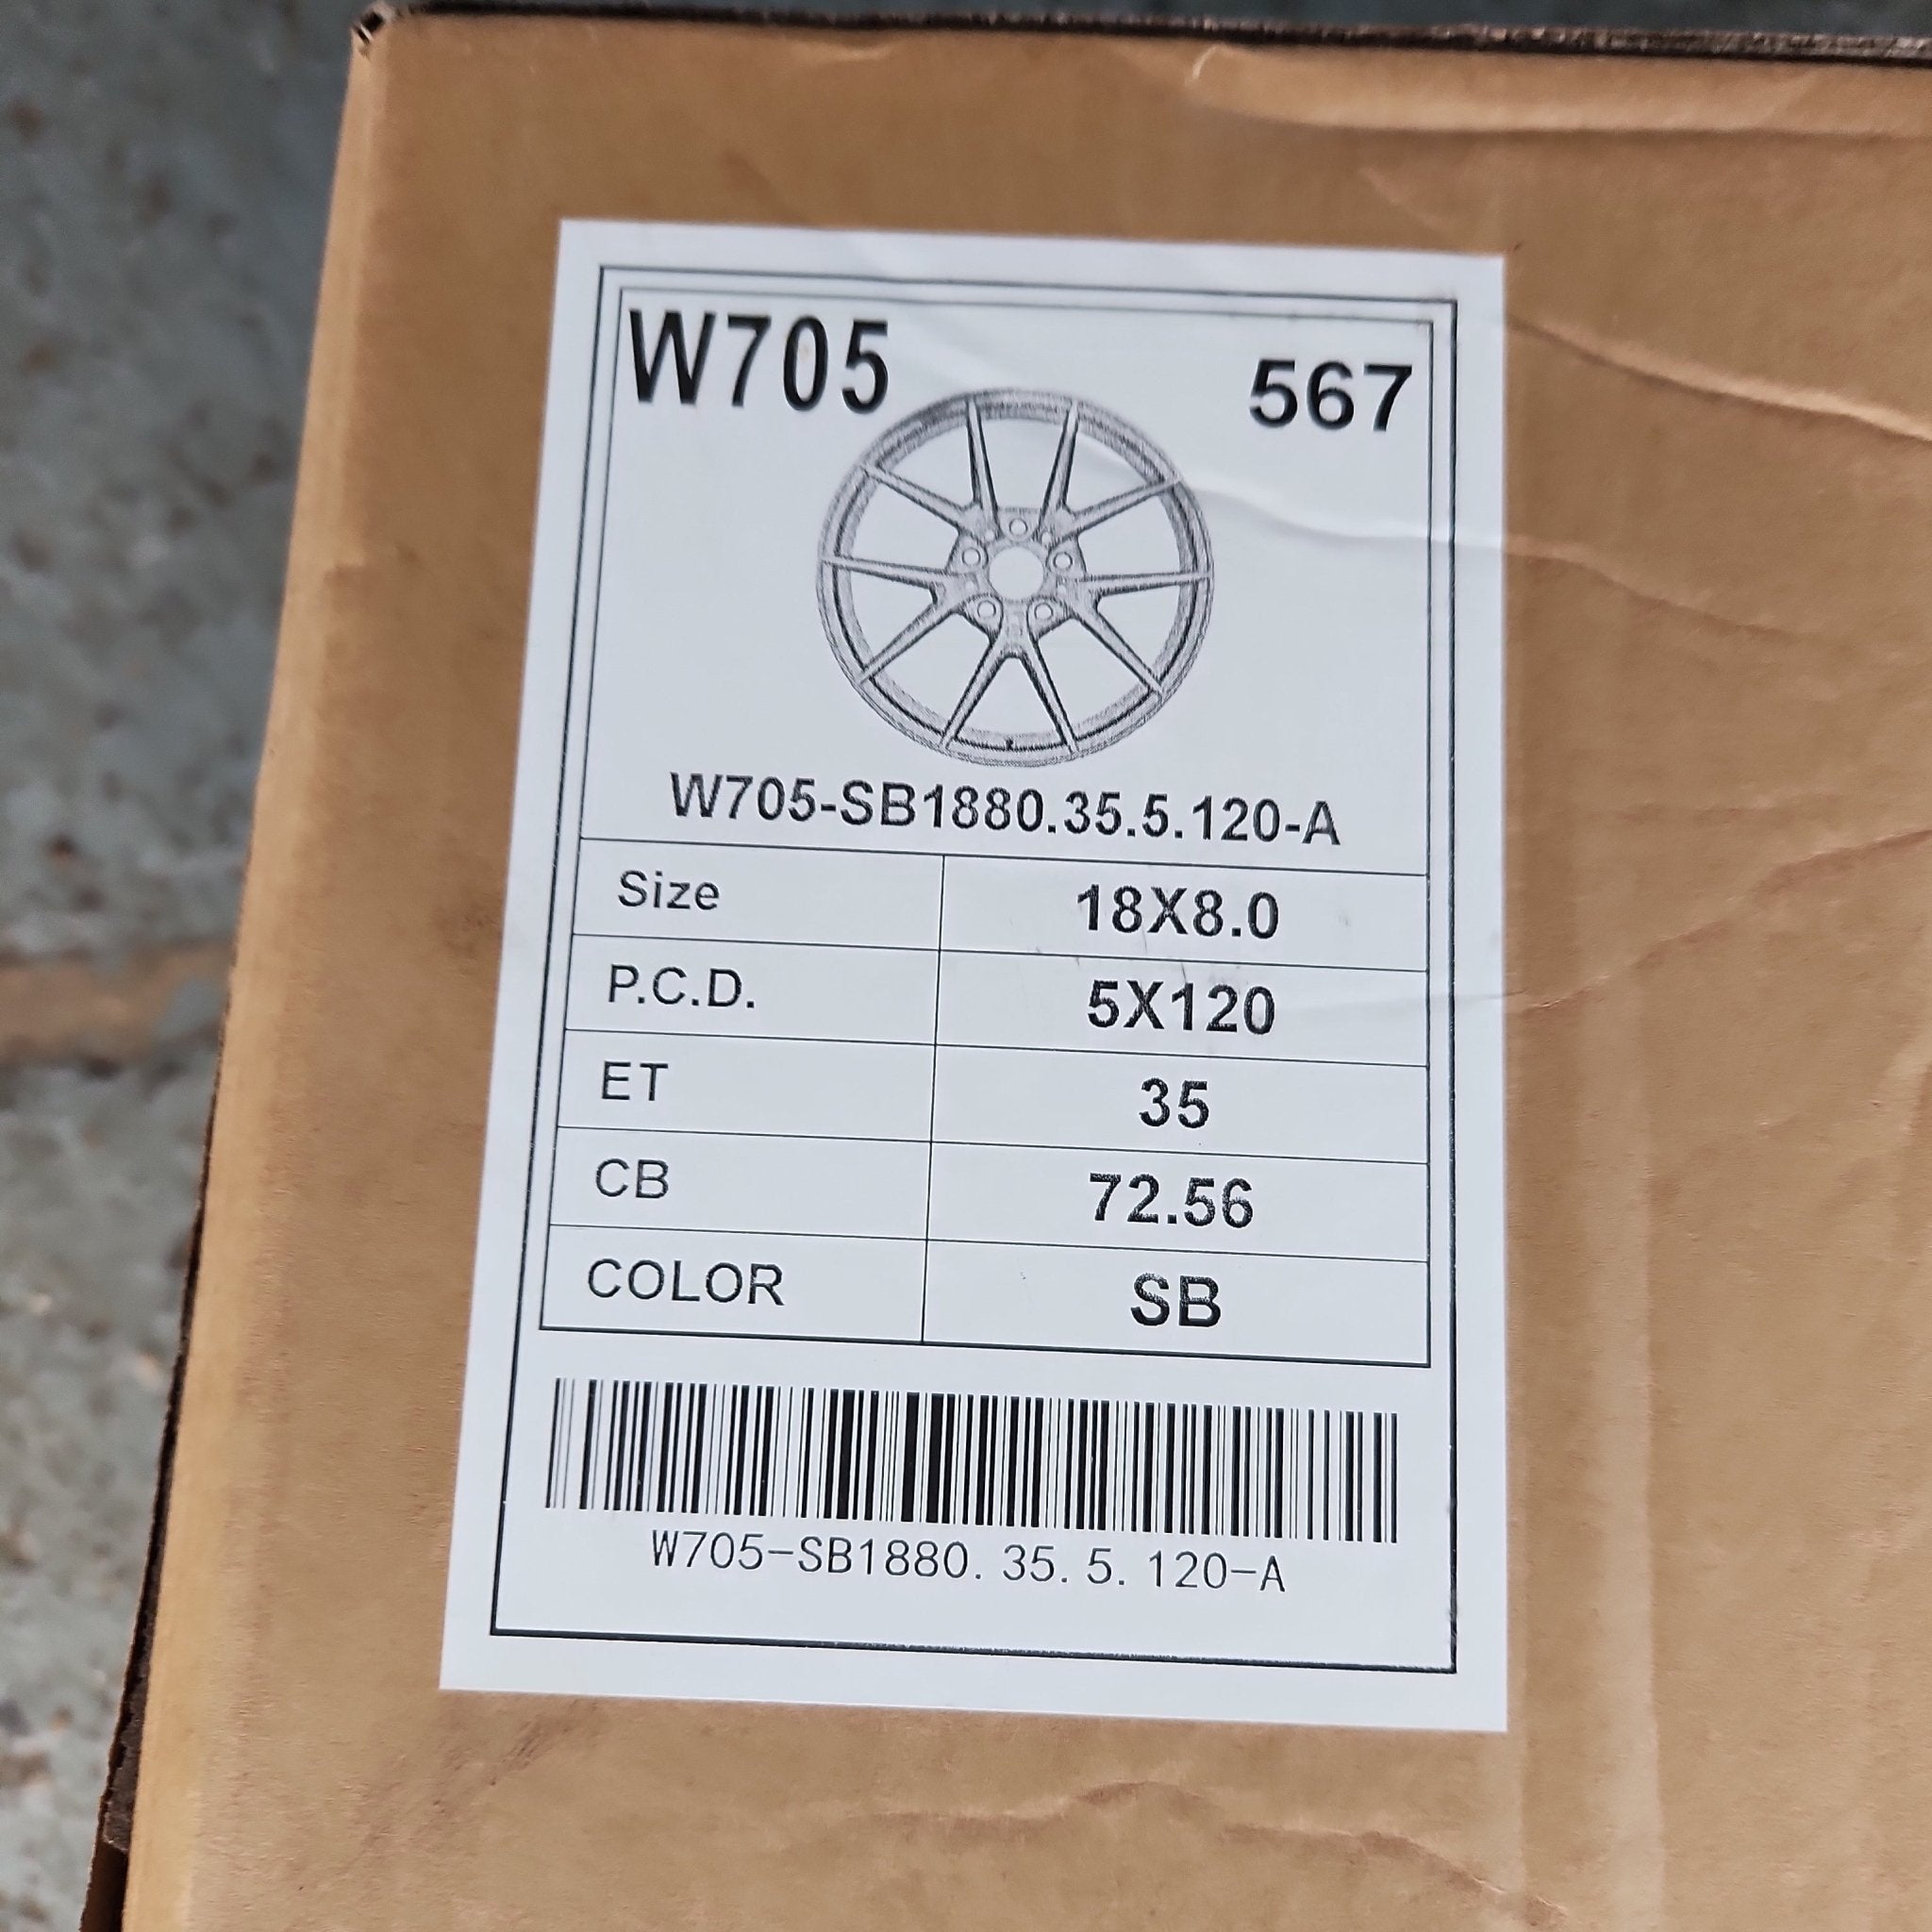 W705 567
W705-SB1880.35.5.120-A
Size 18X8.0
P.C.D. 5X120
ET 35
CB 72.56
COLOR SB
W705-SB1880.35.5.120-A